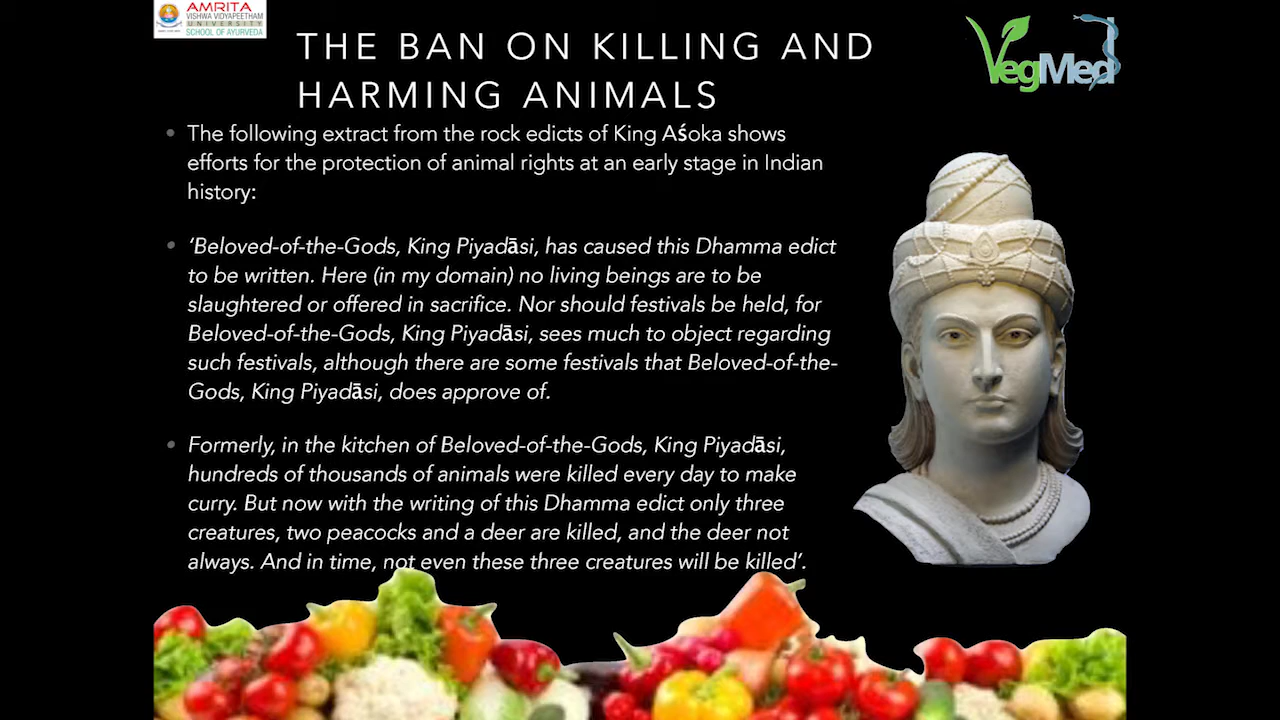 AMRITA
VISHWA VIDYAPEETHAM
UNIVERSITY
SCHOOL OF AYURVEDA
VegMed
THE BAN ON KILLING AND
HARMING ANIMALS
• The following extract from the rock edicts of King Aśoka shows
efforts for the protection of animal rights at an early stage in Indian
history:
• ‘Beloved-of-the-Gods, King Piyadāsi, has caused this Dhamma edict
to be written. Here (in my domain) no living beings are to be
slaughtered or offered in sacrifice. Nor should festivals be held, for
Beloved-of-the-Gods, King Piyadāsi, sees much to object regarding
such festivals, although there are some festivals that Beloved-of-the-
Gods, King Piyadāsi, does approve of.
• Formerly, in the kitchen of Beloved-of-the-Gods, King Piyadāsi,
hundreds of thousands of animals were killed every day to make
curry. But now with the writing of this Dhamma edict only three
creatures, two peacocks and a deer are killed, and the deer not
always. And in time, not even these three creatures will be killed’.